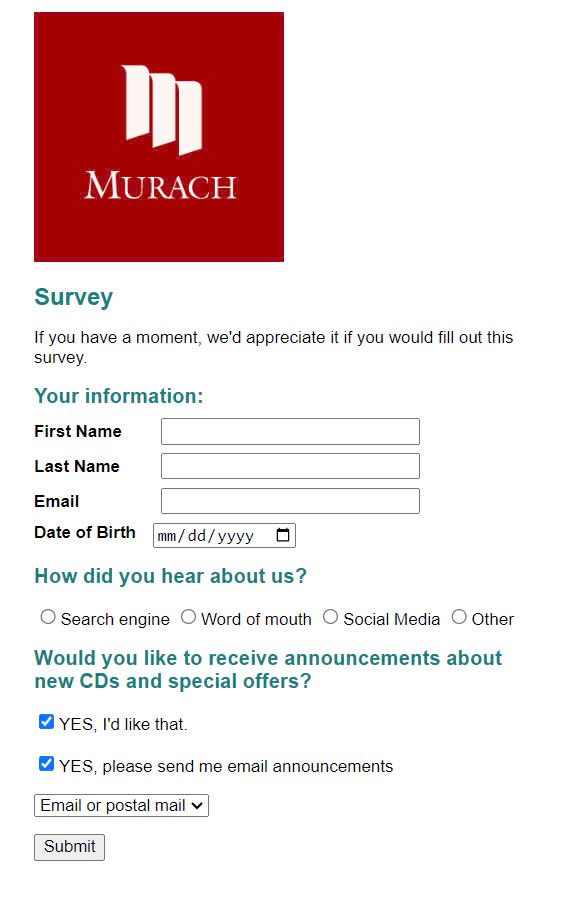 MURACH
Survey
If you have a moment, we'd appreciate it if you would fill out this
survey.
Your information:
First Name
Last Name
Email
Date of Birth mm/dd/yyyy
How did you hear about us?
Search engine Word of mouth Social Media Other
Would you like to receive announcements about
new CDs and special offers?
YES, I'd like that.
YES, please send me email announcements
Email or postal mail
Submit